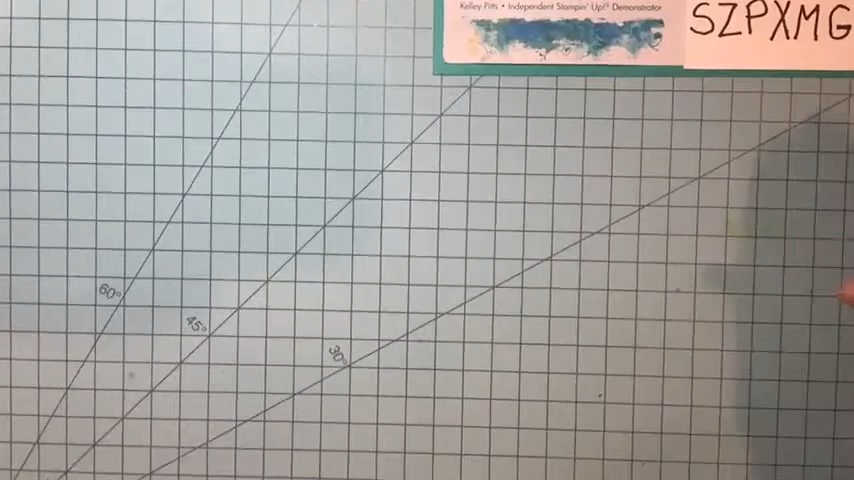 Kelley Pitts • Independent Stampin' Up!® Demonstrator
SZPXMG
60°
45°
30°